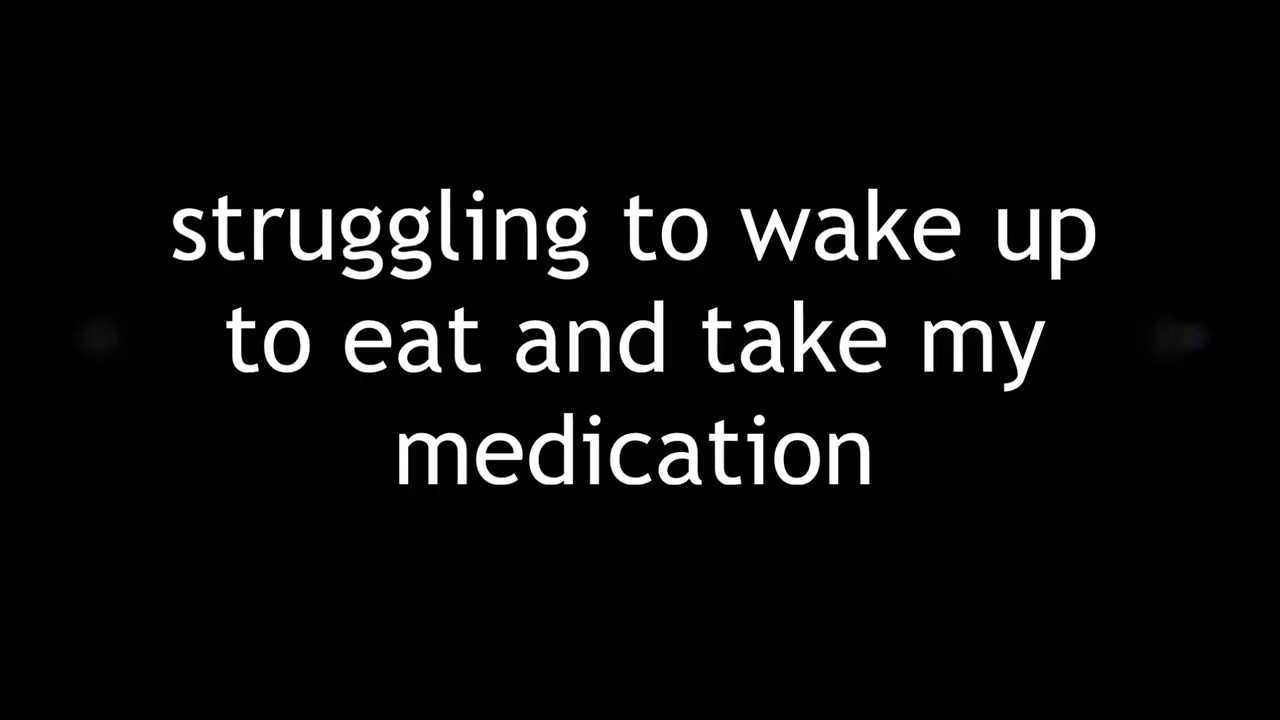 struggling to wake up
to eat and take my
medication